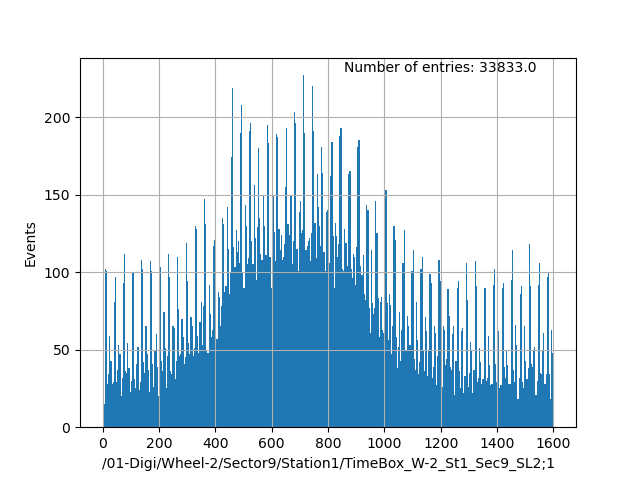 Number of entries: 33833.0
Events
200
150
100
50
0
0 200 400 600 800 1000 1200 1400 1600
/01-Digi/Wheel-2/Sector9/Station1/TimeBox_W-2_St1_Sec9_SL2;1